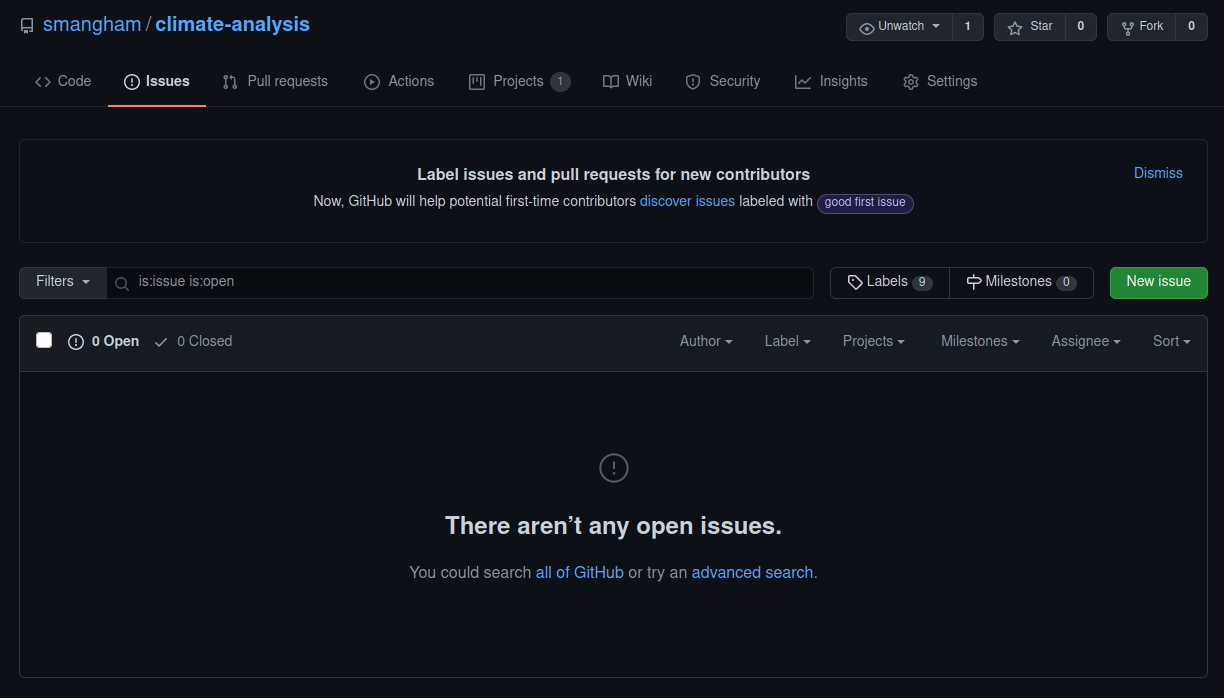 smangham / climate-analysis
Unwatch 1 Star 0 Fork 0
Code Issues Pull requests Actions Projects 1 Wiki Security Insights Settings
Label issues and pull requests for new contributors
Dismiss
Now, GitHub will help potential first-time contributors discover issues labeled with good first issue
Filters is:issue is:open Labels 9 Milestones 0 New issue
0 Open 0 Closed Author Label Projects Milestones Assignee Sort
There aren’t any open issues.
You could search all of GitHub or try an advanced search.